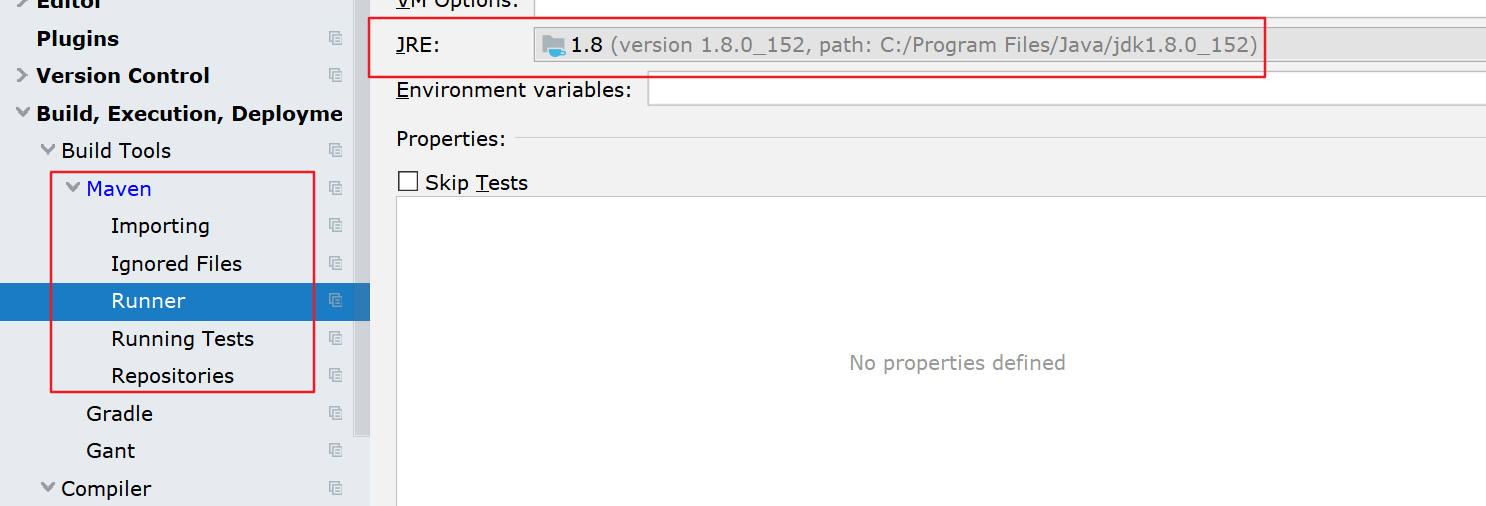 Editor
Plugins
Version Control
Build, Execution, Deployme
Build Tools
Maven
Importing
Ignored Files
Runner
Running Tests
Repositories
Gradle
Gant
Compiler
VM Options:
JRE: 1.8 (version 1.8.0_152, path: C:/Program Files/Java/jdk1.8.0_152)
Environment variables:
Properties:
Skip Tests
No properties defined